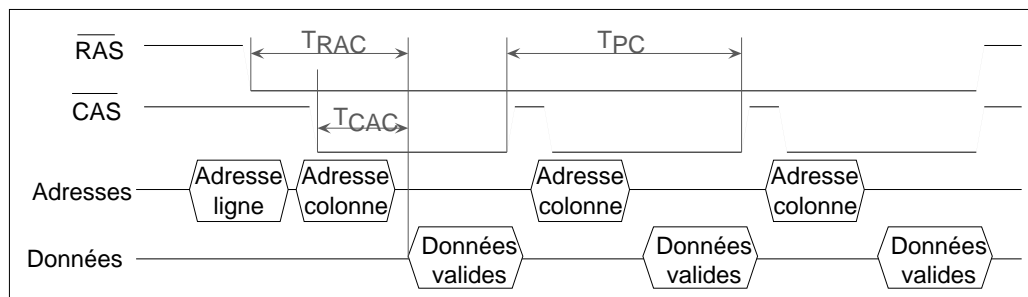 RAS TRAC TPC
CAS TCAC
Adresses Adresse ligne Adresse colonne Adresse colonne Adresse colonne
Données Données valides Données valides Données valides